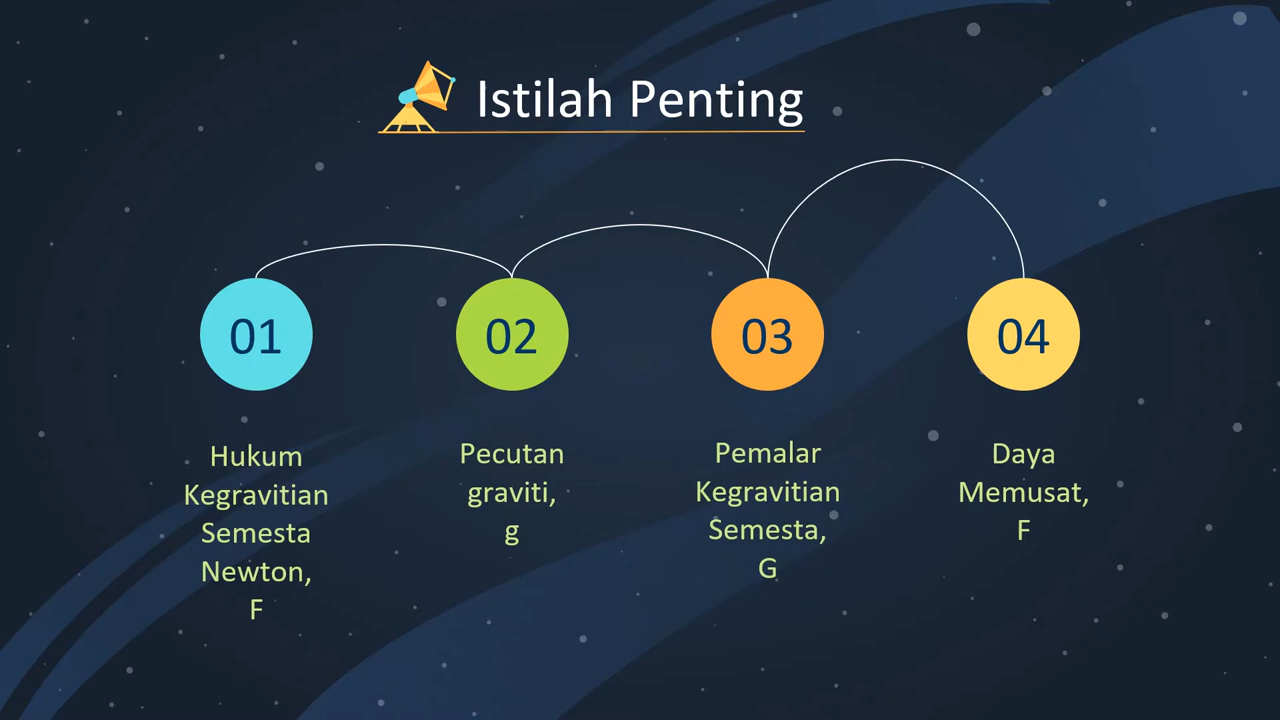 Istilah Penting
01
02
03
04
Hukum
Kegravitian
Semesta
Newton,
F
Pecutan
graviti,
g
Pemalar
Kegravitian
Semesta,
G
Daya
Memusat,
F